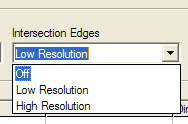 Intersection Edges
Low Resolution
Off
Low Resolution
High Resolution